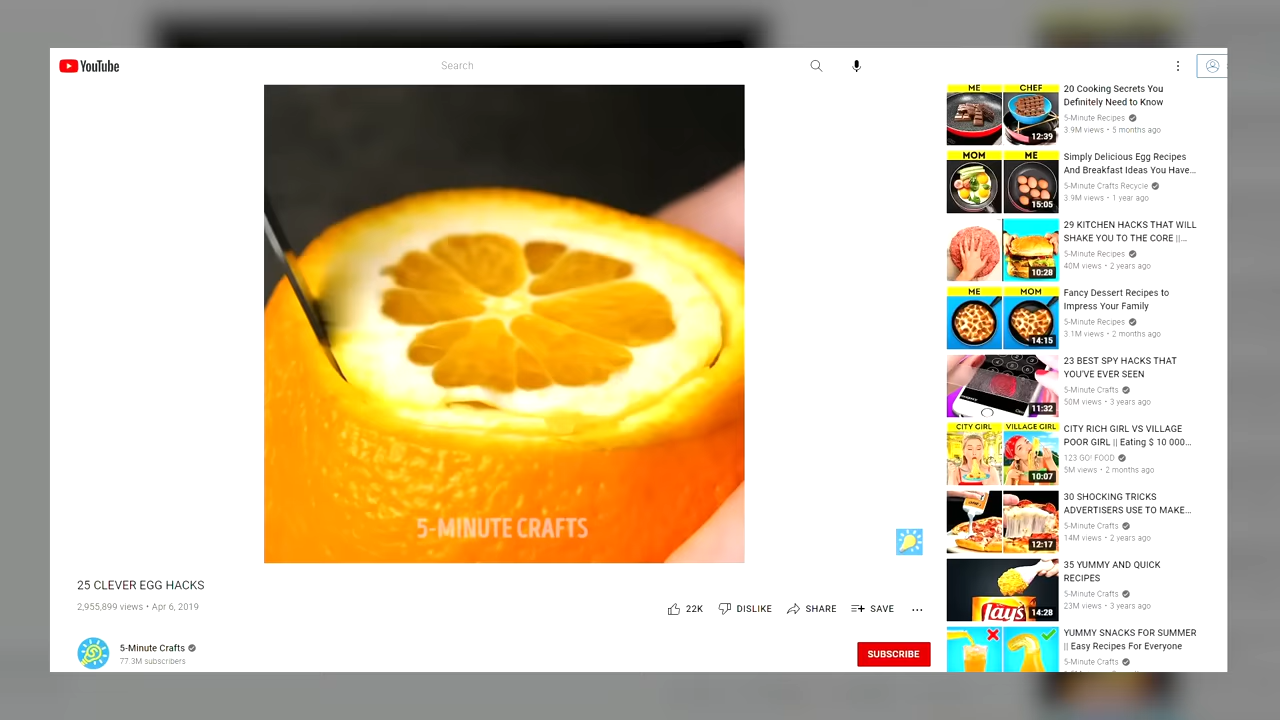 YouTube
Search
5-MINUTE CRAFTS
25 CLEVER EGG HACKS
2,955,899 views • Apr 6, 2019
22K
DISLIKE
SHARE
SAVE
5-Minute Crafts
77.3M subscribers
SUBSCRIBE
ME
CHEF
12:39
20 Cooking Secrets You
Definitely Need to Know
5-Minute Recipes
3.9M views • 5 months ago
MOM
ME
15:05
Simply Delicious Egg Recipes
And Breakfast Ideas You Have...
5-Minute Crafts Recycle
3.9M views • 1 year ago
10:28
29 KITCHEN HACKS THAT WILL
SHAKE YOU TO THE CORE ||...
5-Minute Recipes
40M views • 2 years ago
ME
MOM
14:15
Fancy Dessert Recipes to
Impress Your Family
5-Minute Recipes
3.1M views • 2 months ago
11:32
23 BEST SPY HACKS THAT
YOU'VE EVER SEEN
5-Minute Crafts
50M views • 3 years ago
CITY GIRL
VILLAGE GIRL
10:07
CITY RICH GIRL VS VILLAGE
POOR GIRL || Eating $ 10 000...
123 GO! FOOD
5M views • 2 months ago
12:17
30 SHOCKING TRICKS
ADVERTISERS USE TO MAKE...
5-Minute Crafts
14M views • 2 years ago
Lay's
14:28
35 YUMMY AND QUICK
RECIPES
5-Minute Crafts
23M views • 3 years ago
YUMMY SNACKS FOR SUMMER
|| Easy Recipes For Everyone
5-Minute Crafts